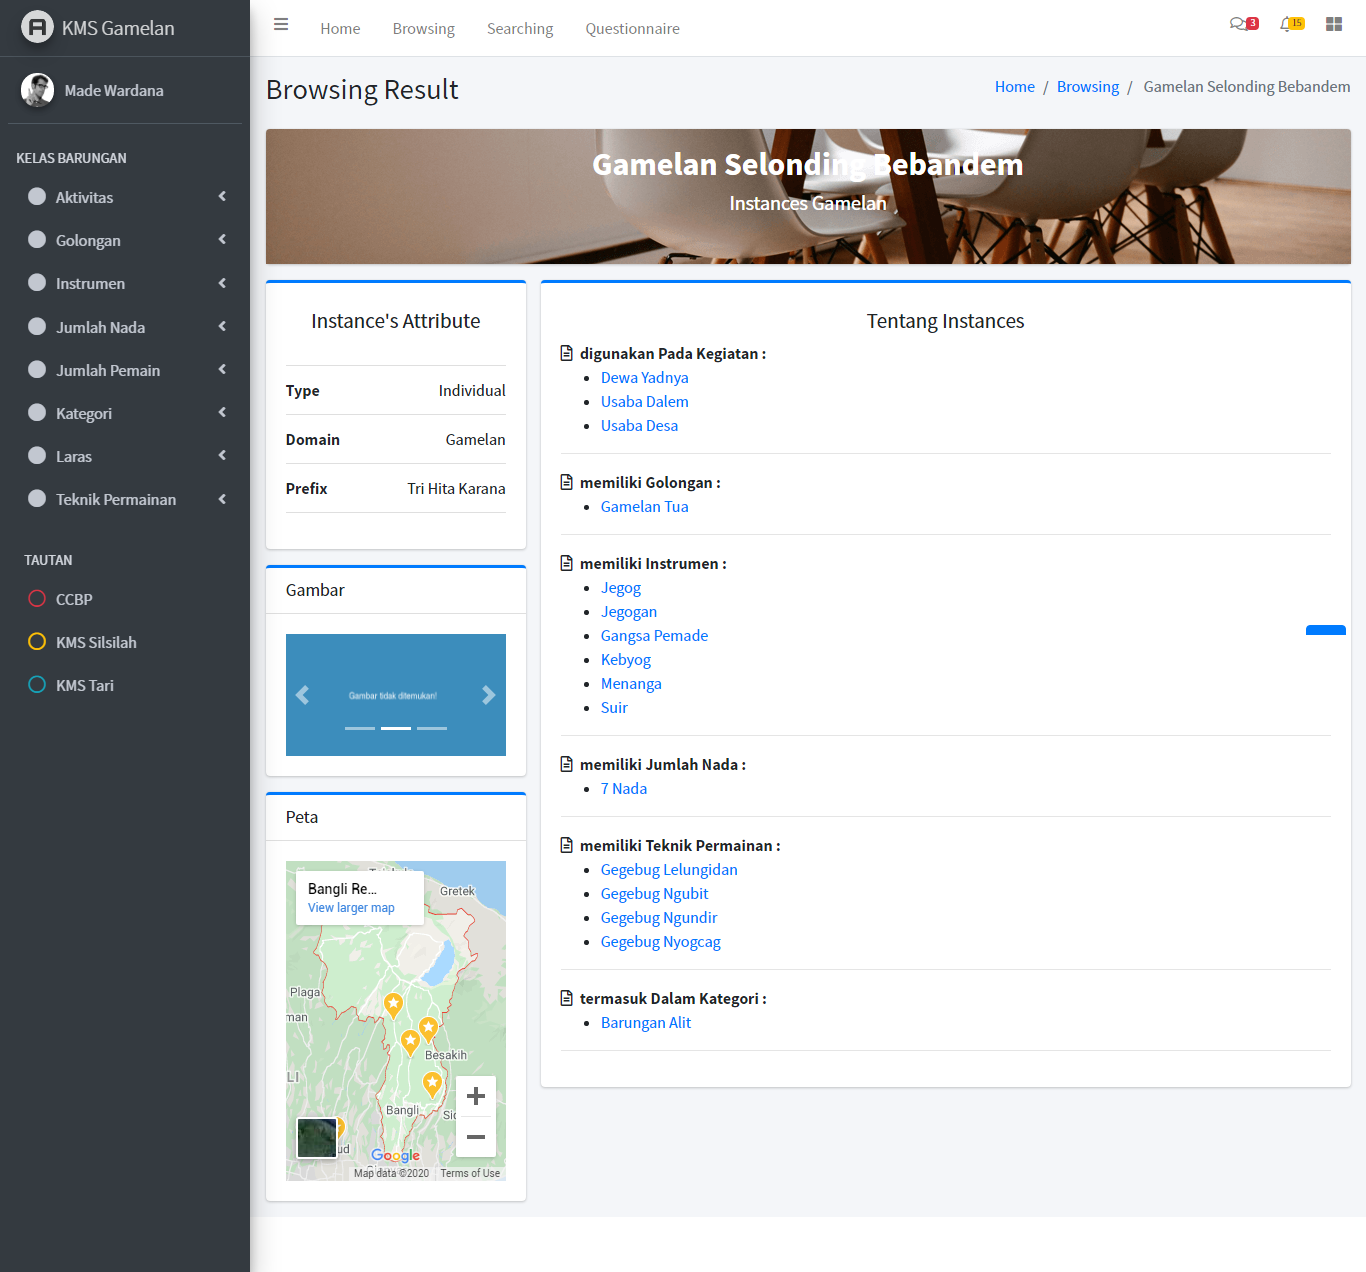 KMS Gamelan
Home
Browsing
Searching
Questionnaire
3
15
Made Wardana
Browsing Result
Home / Browsing / Gamelan Selonding Bebandem
KELAS BARUNGAN
Aktivitas
Golongan
Instrumen
Jumlah Nada
Jumlah Pemain
Kategori
Laras
Teknik Permainan
TAUTAN
CCBP
KMS Silsilah
KMS Tari
Gamelan Selonding Bebandem
Instances Gamelan
Instance's Attribute
Type Individual
Domain Gamelan
Prefix Tri Hita Karana
Gambar
Gambar tidak ditemukan!
Peta
Bangli Re...
View larger map
Gretek
Plaga
man
Besakih
LI
Bangli
ud
Google
Map data ©2020
Terms of Use
Tentang Instances
digunakan Pada Kegiatan :
Dewa Yadnya
Usaba Dalem
Usaba Desa
memiliki Golongan :
Gamelan Tua
memiliki Instrumen :
Jegog
Jegogan
Gangsa Pemade
Kebyog
Menanga
Suir
memiliki Jumlah Nada :
7 Nada
memiliki Teknik Permainan :
Gegebug Lelungidan
Gegebug Ngubit
Gegebug Ngundir
Gegebug Nyogcag
termasuk Dalam Kategori :
Barungan Alit